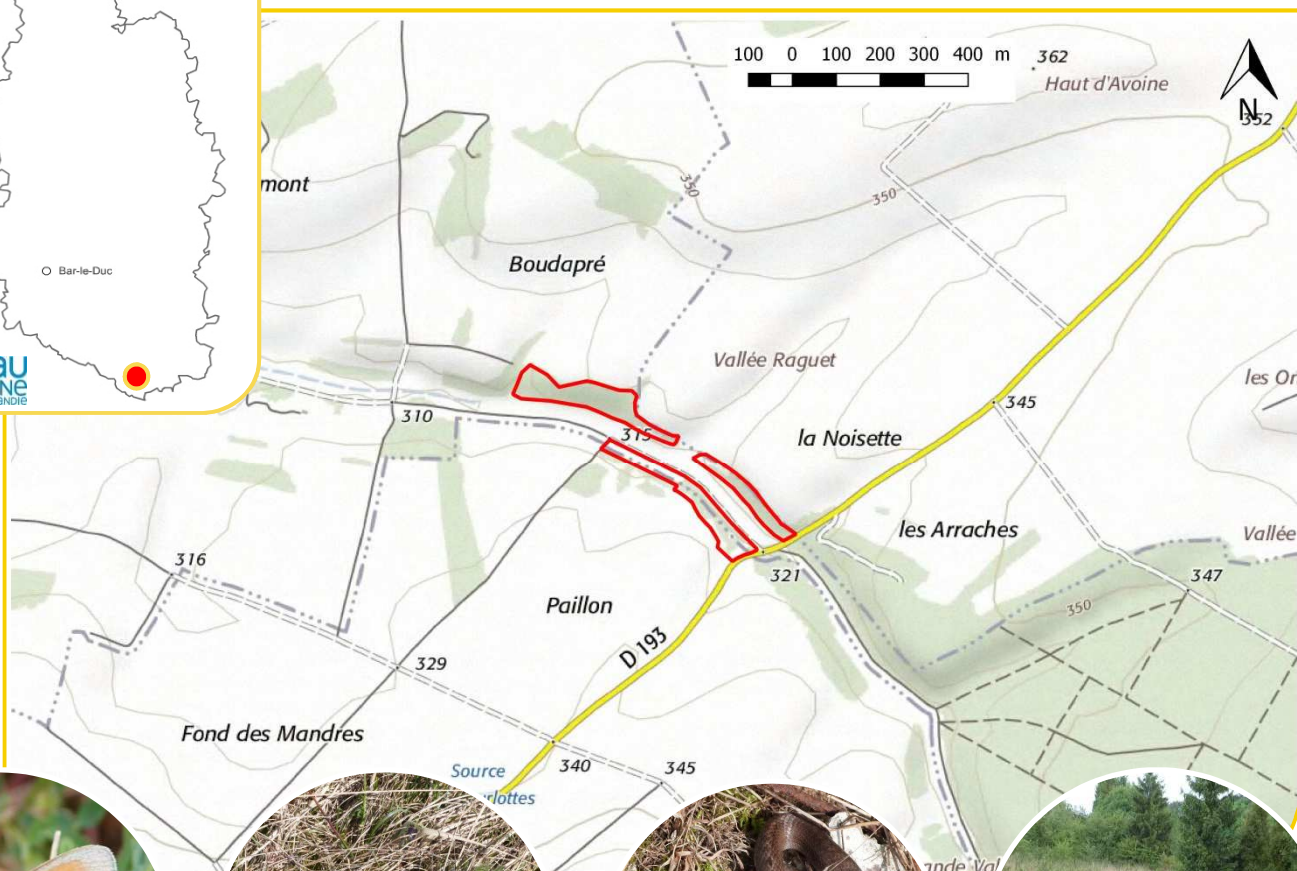 Bar-le-Duc
100 0 100 200 300 400 m
362
Haut d'Avoine
N
352
mont
350
350
Boudapré
Vallée Raguet
les Or
310
315
345
la Noisette
les Arraches
Vallée
316
321
347
350
Paillon
329
D 193
Fond des Mandres
340
345
Source
rlottes